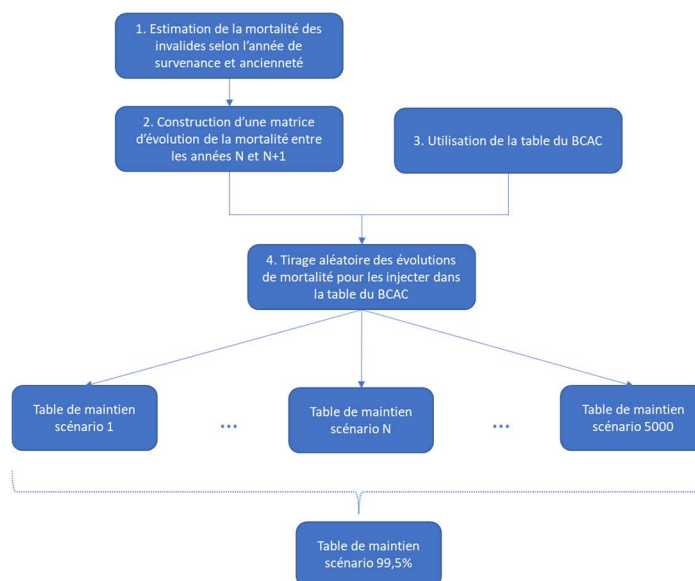 1. Estimation de la mortalité des
invalides selon l'année de
survenance et ancienneté
2. Construction d'une matrice
d'évolution de la mortalité entre
les années N et N+1
3. Utilisation de la table du BCAC
4. Tirage aléatoire des évolutions
de mortalité pour les injecter dans
la table du BCAC
Table de maintien
scénario 1
...
Table de maintien
scénario N
...
Table de maintien
scénario 5000
Table de maintien
scénario 99,5%